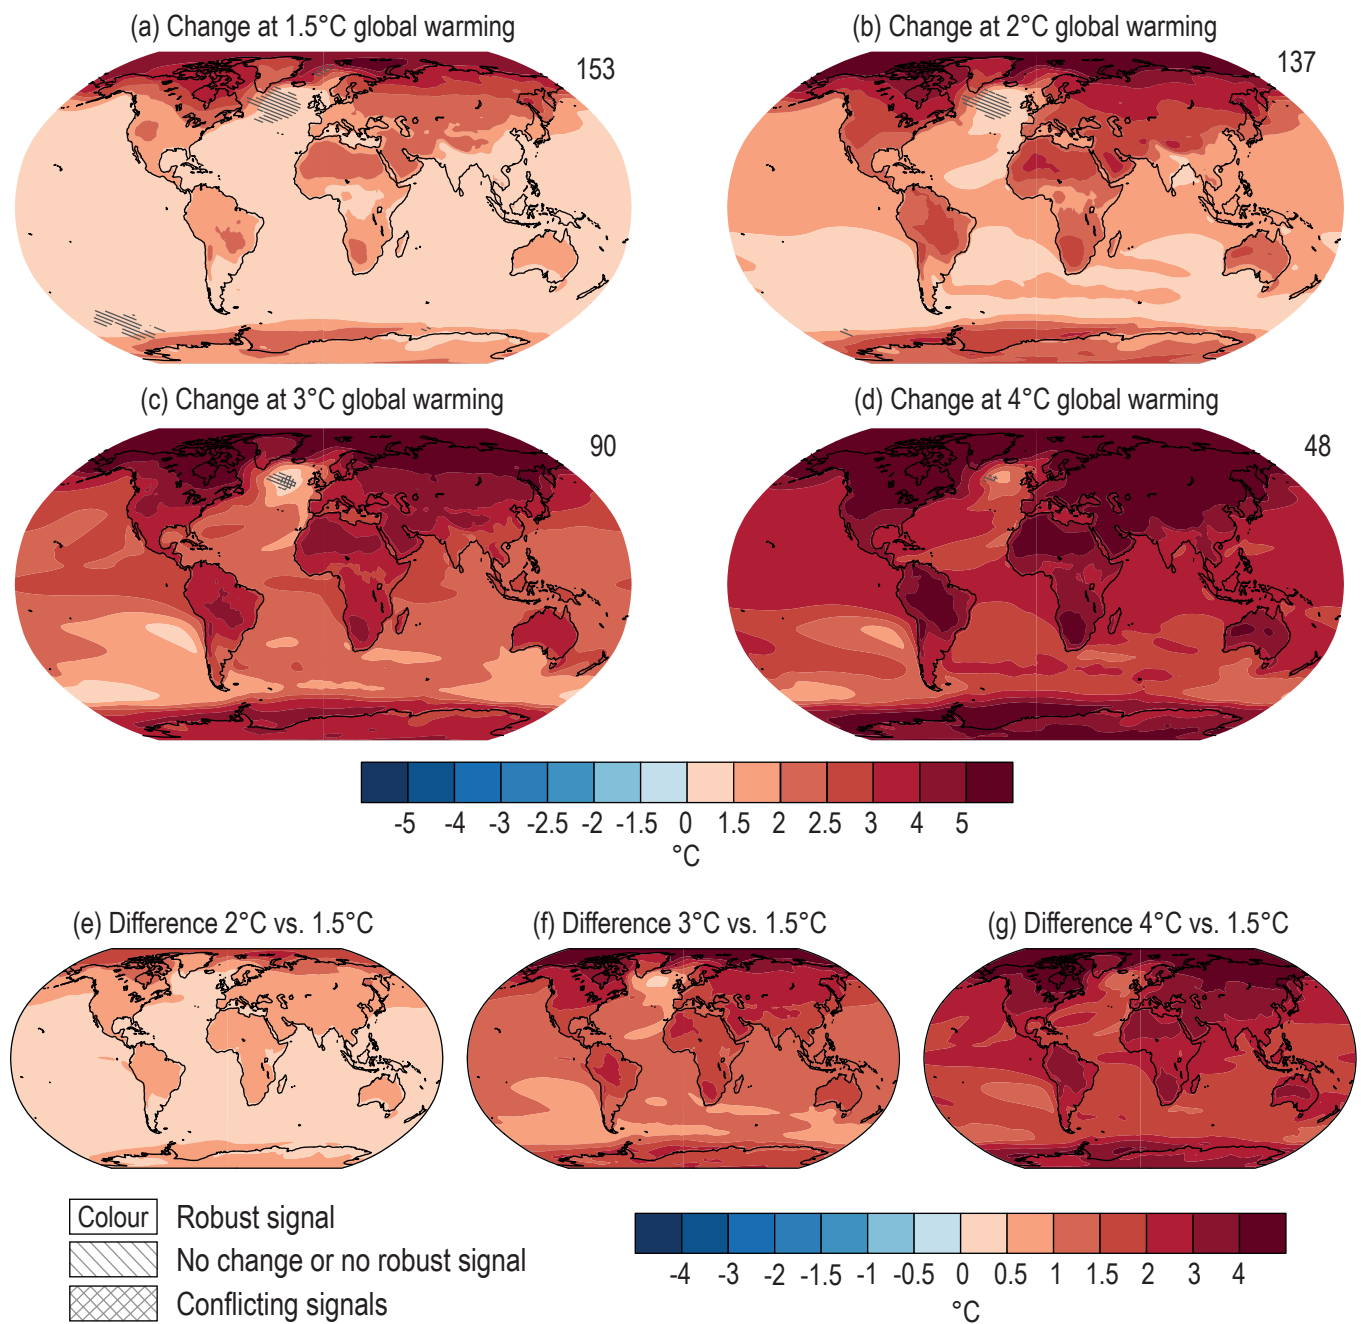 (a) Change at 1.5°C global warming
153
(b) Change at 2°C global warming
137
(c) Change at 3°C global warming
90
(d) Change at 4°C global warming
48
-5 -4 -3 -2.5 -2 -1.5 0 1.5 2 2.5 3 4 5
°C
(e) Difference 2°C vs. 1.5°C
(f) Difference 3°C vs. 1.5°C
(g) Difference 4°C vs. 1.5°C
Colour Robust signal
No change or no robust signal
Conflicting signals
-4 -3 -2 -1.5 -1 -0.5 0 0.5 1 1.5 2 3 4
°C